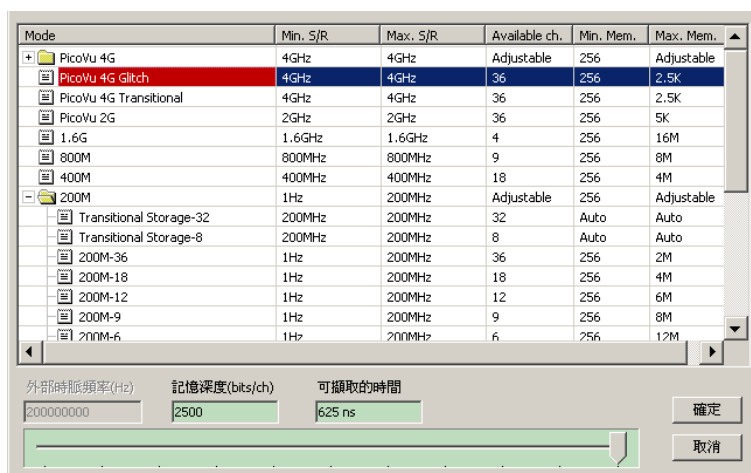 Mode Min. S/R Max. S/R Available ch. Min. Mem. Max. Mem.
PicoVu 4G 4GHz 4GHz Adjustable 256 Adjustable
PicoVu 4G Glitch 4GHz 4GHz 36 256 2.5K
PicoVu 4G Transitional 4GHz 4GHz 36 256 2.5K
PicoVu 2G 2GHz 2GHz 36 256 5K
1.6G 1.6GHz 1.6GHz 4 256 16M
800M 800MHz 800MHz 9 256 8M
400M 400MHz 400MHz 18 256 4M
200M 1Hz 200MHz Adjustable 256 Adjustable
Transitional Storage-32 200MHz 200MHz 32 Auto Auto
Transitional Storage-8 200MHz 200MHz 8 Auto Auto
200M-36 1Hz 200MHz 36 256 2M
200M-18 1Hz 200MHz 18 256 4M
200M-12 1Hz 200MHz 12 256 6M
200M-9 1Hz 200MHz 9 256 8M
200M-6 1Hz 200MHz 6 256 12M
外部時脈頻率(Hz) 記憶深度(bits/ch) 可擷取的時間
200000000 2500 625 ns 確定
取消